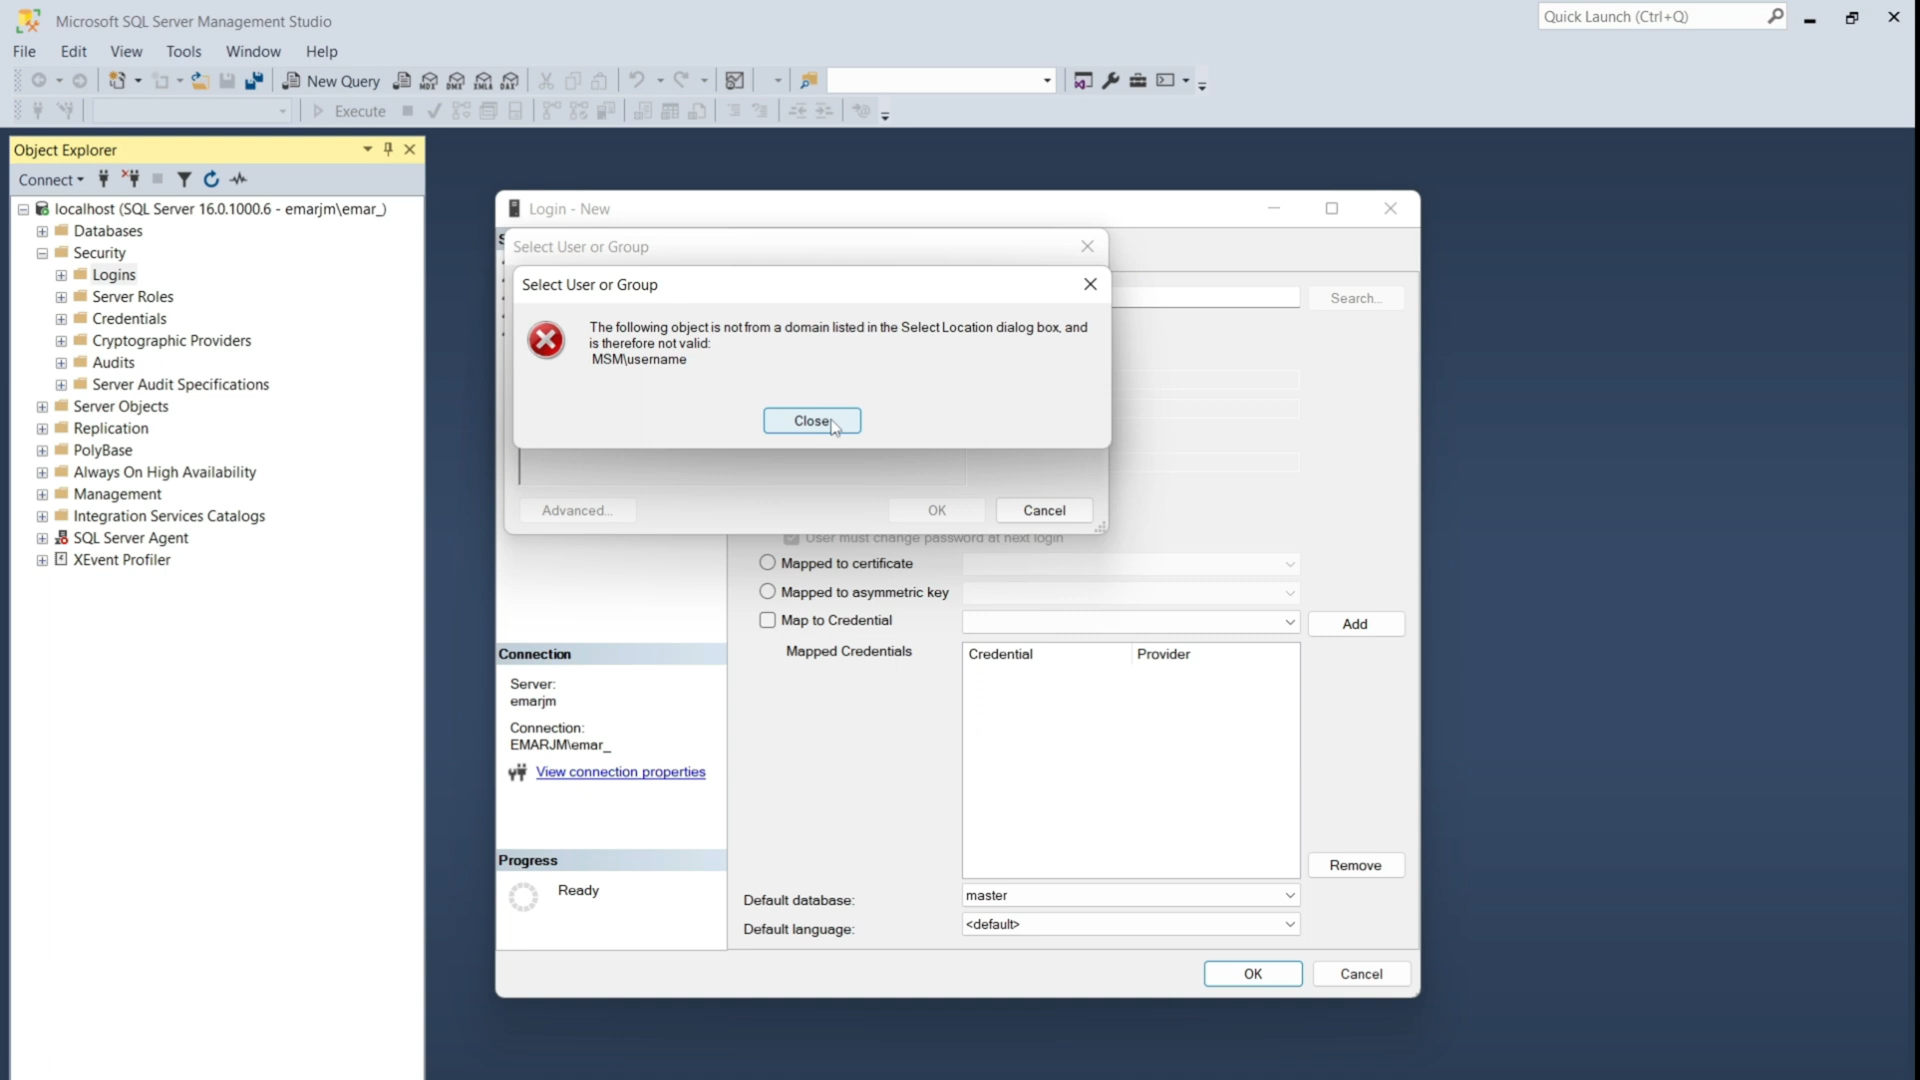 Microsoft SQL Server Management Studio
Quick Launch (Ctrl+Q)
File Edit View Tools Window Help
New Query MDX DMX XMLA DAX
Execute
Object Explorer
Connect
localhost (SQL Server 16.0.1000.6 - emarjm\emar_)
Databases
Security
Logins
Server Roles
Credentials
Cryptographic Providers
Audits
Server Audit Specifications
Server Objects
Replication
PolyBase
Always On High Availability
Management
Integration Services Catalogs
SQL Server Agent
XEvent Profiler
Login - New
Select User or Group
Select User or Group
Search...
The following object is not from a domain listed in the Select Location dialog box, and
is therefore not valid:
MSM\username
Close
Advanced...
OK
Cancel
User must change password at next login
Mapped to certificate
Mapped to asymmetric key
Map to Credential
Add
Mapped Credentials
Credential
Provider
Connection
Server:
emarjm
Connection:
EMARJM\emar_
View connection properties
Progress
Ready
Remove
Default database:
master
Default language:
<default>
OK
Cancel